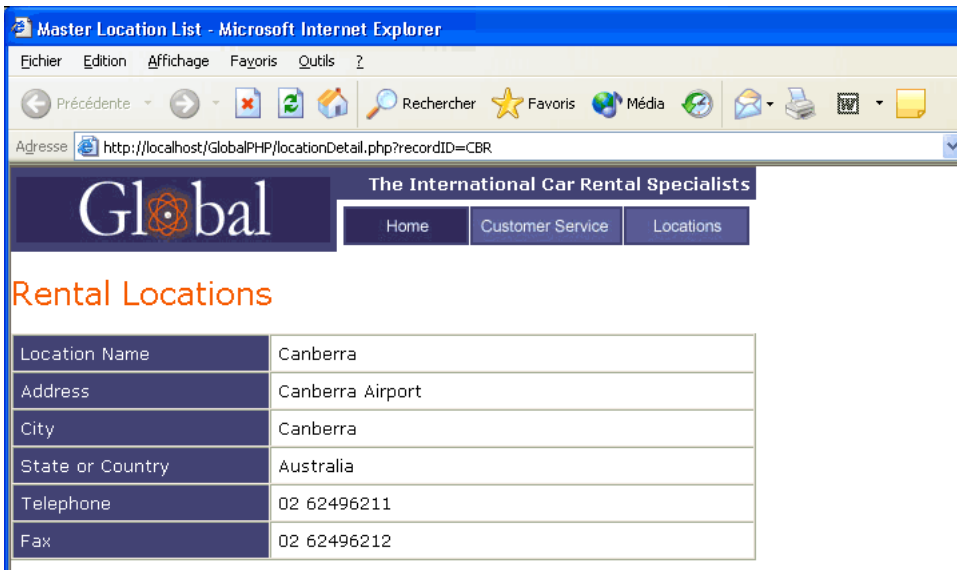 Master Location List - Microsoft Internet Explorer
Fichier Edition Affichage Favoris Outils ?
Précédente Rechercher Favoris Média W
Adresse http://localhost/GlobalPHP/locationDetail.php?recordID=CBR
Global The International Car Rental Specialists
Home Customer Service Locations
Rental Locations
Location Name Canberra
Address Canberra Airport
City Canberra
State or Country Australia
Telephone 02 62496211
Fax 02 62496212